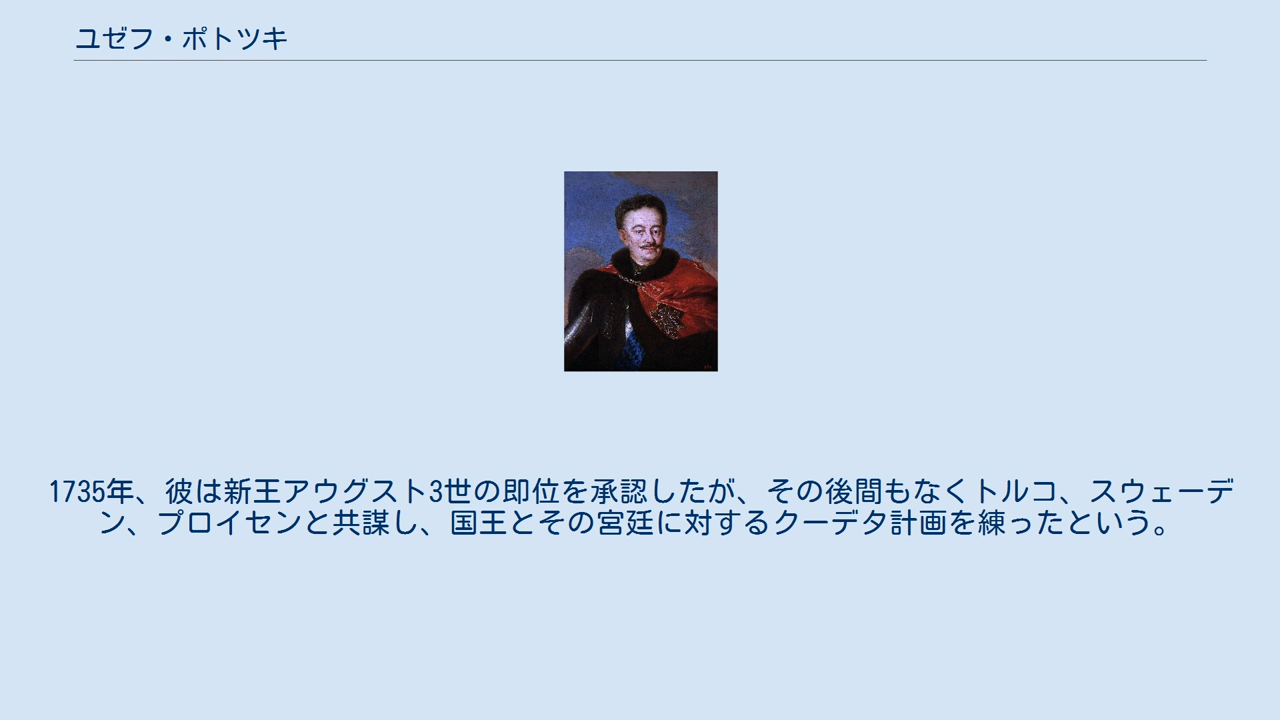 ユゼフ・ポトツキ
1735年、彼は新王アウグスト3世の即位を承認したが、その後間もなくトルコ、スウェーデ
ン、プロイセンと共謀し、国王とその宮廷に対するクーデタ計画を練ったという。